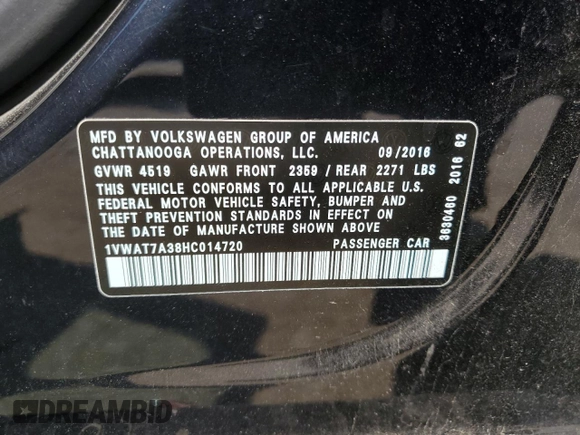 MFD BY VOLKSWAGEN GROUP OF AMERICA
CHATTANOOGA OPERATIONS, LLC. 09/2016
GVWR 4519 GAWR FRONT 2359 / REAR 2271 LBS
THIS VEHICLE CONFORMS TO ALL APPLICABLE U.S.
FEDERAL MOTOR VEHICLE SAFETY, BUMPER AND
THEFT PREVENTION STANDARDS IN EFFECT ON
THE DATE OF MANUFACTURE SHOWN ABOVE
1VWAT7A38HC014720 PASSENGER CAR
3630460 2016 62
DREAMBID